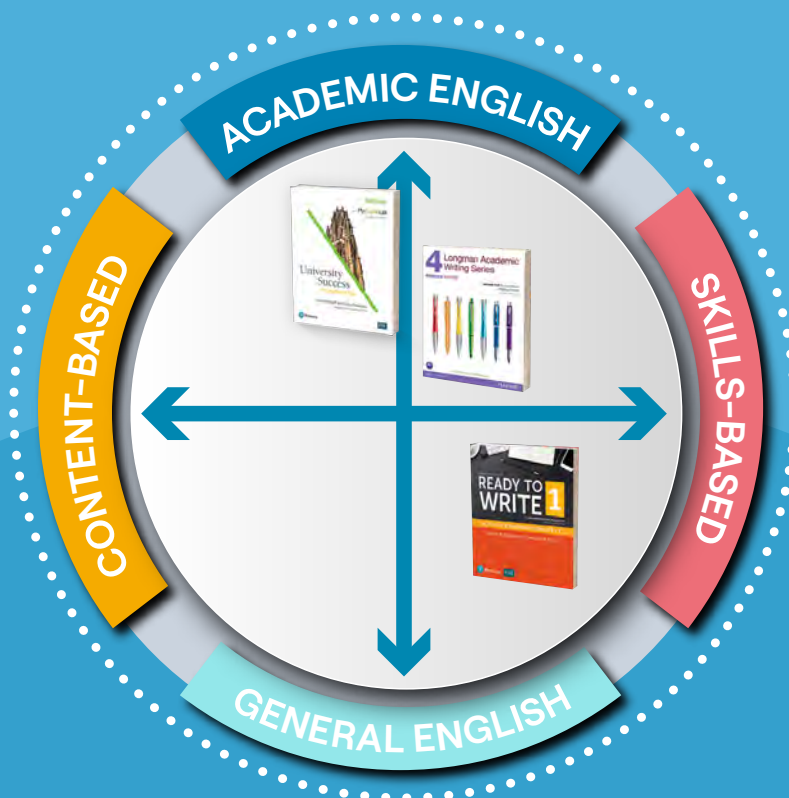 ACADEMIC ENGLISH
CONTENT-BASED
SKILLS-BASED
University
Success
4 Longman Academic
Writing Series
READY TO
WRITE 1
GENERAL ENGLISH